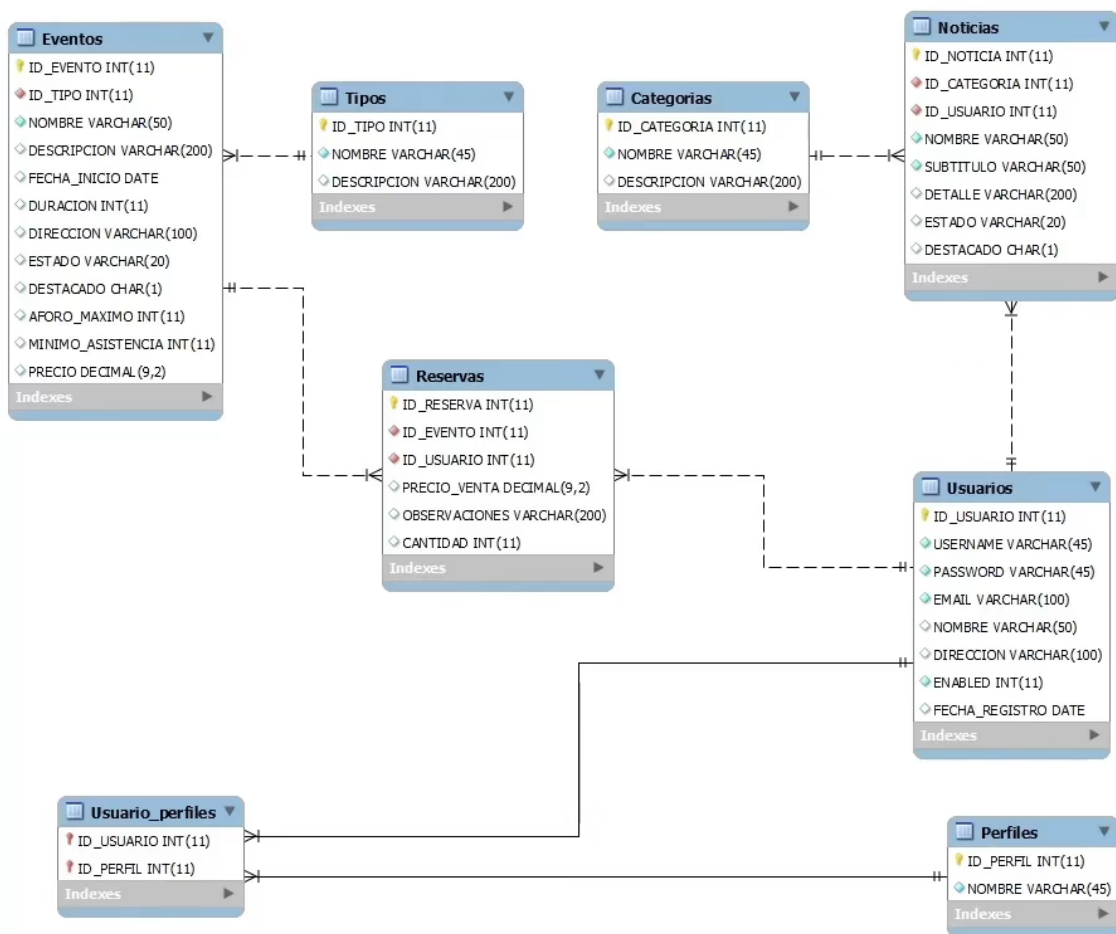 Eventos
ID_EVENTO INT(11)
ID_TIPO INT(11)
NOMBRE VARCHAR(50)
DESCRIPCION VARCHAR(200)
FECHA_INICIO DATE
DURACION INT(11)
DIRECCION VARCHAR(100)
ESTADO VARCHAR(20)
DESTACADO CHAR(1)
AFORO_MAXIMO INT(11)
MINIMO_ASISTENCIA INT(11)
PRECIO DECIMAL(9,2)
Indexes
Tipos
ID_TIPO INT(11)
NOMBRE VARCHAR(45)
DESCRIPCION VARCHAR(200)
Indexes
Categorias
ID_CATEGORIA INT(11)
NOMBRE VARCHAR(45)
DESCRIPCION VARCHAR(200)
Indexes
Noticias
ID_NOTICIA INT(11)
ID_CATEGORIA INT(11)
ID_USUARIO INT(11)
NOMBRE VARCHAR(50)
SUBTITULO VARCHAR(50)
DETALLE VARCHAR(200)
ESTADO VARCHAR(20)
DESTACADO CHAR(1)
Indexes
Reservas
ID_RESERVA INT(11)
ID_EVENTO INT(11)
ID_USUARIO INT(11)
PRECIO_VENTA DECIMAL(9,2)
OBSERVACIONES VARCHAR(200)
CANTIDAD INT(11)
Indexes
Usuarios
ID_USUARIO INT(11)
USERNAME VARCHAR(45)
PASSWORD VARCHAR(45)
EMAIL VARCHAR(100)
NOMBRE VARCHAR(50)
DIRECCION VARCHAR(100)
ENABLED INT(11)
FECHA_REGISTRO DATE
Indexes
Usuario_perfiles
ID_USUARIO INT(11)
ID_PERFIL INT(11)
Indexes
Perfiles
ID_PERFIL INT(11)
NOMBRE VARCHAR(45)
Indexes